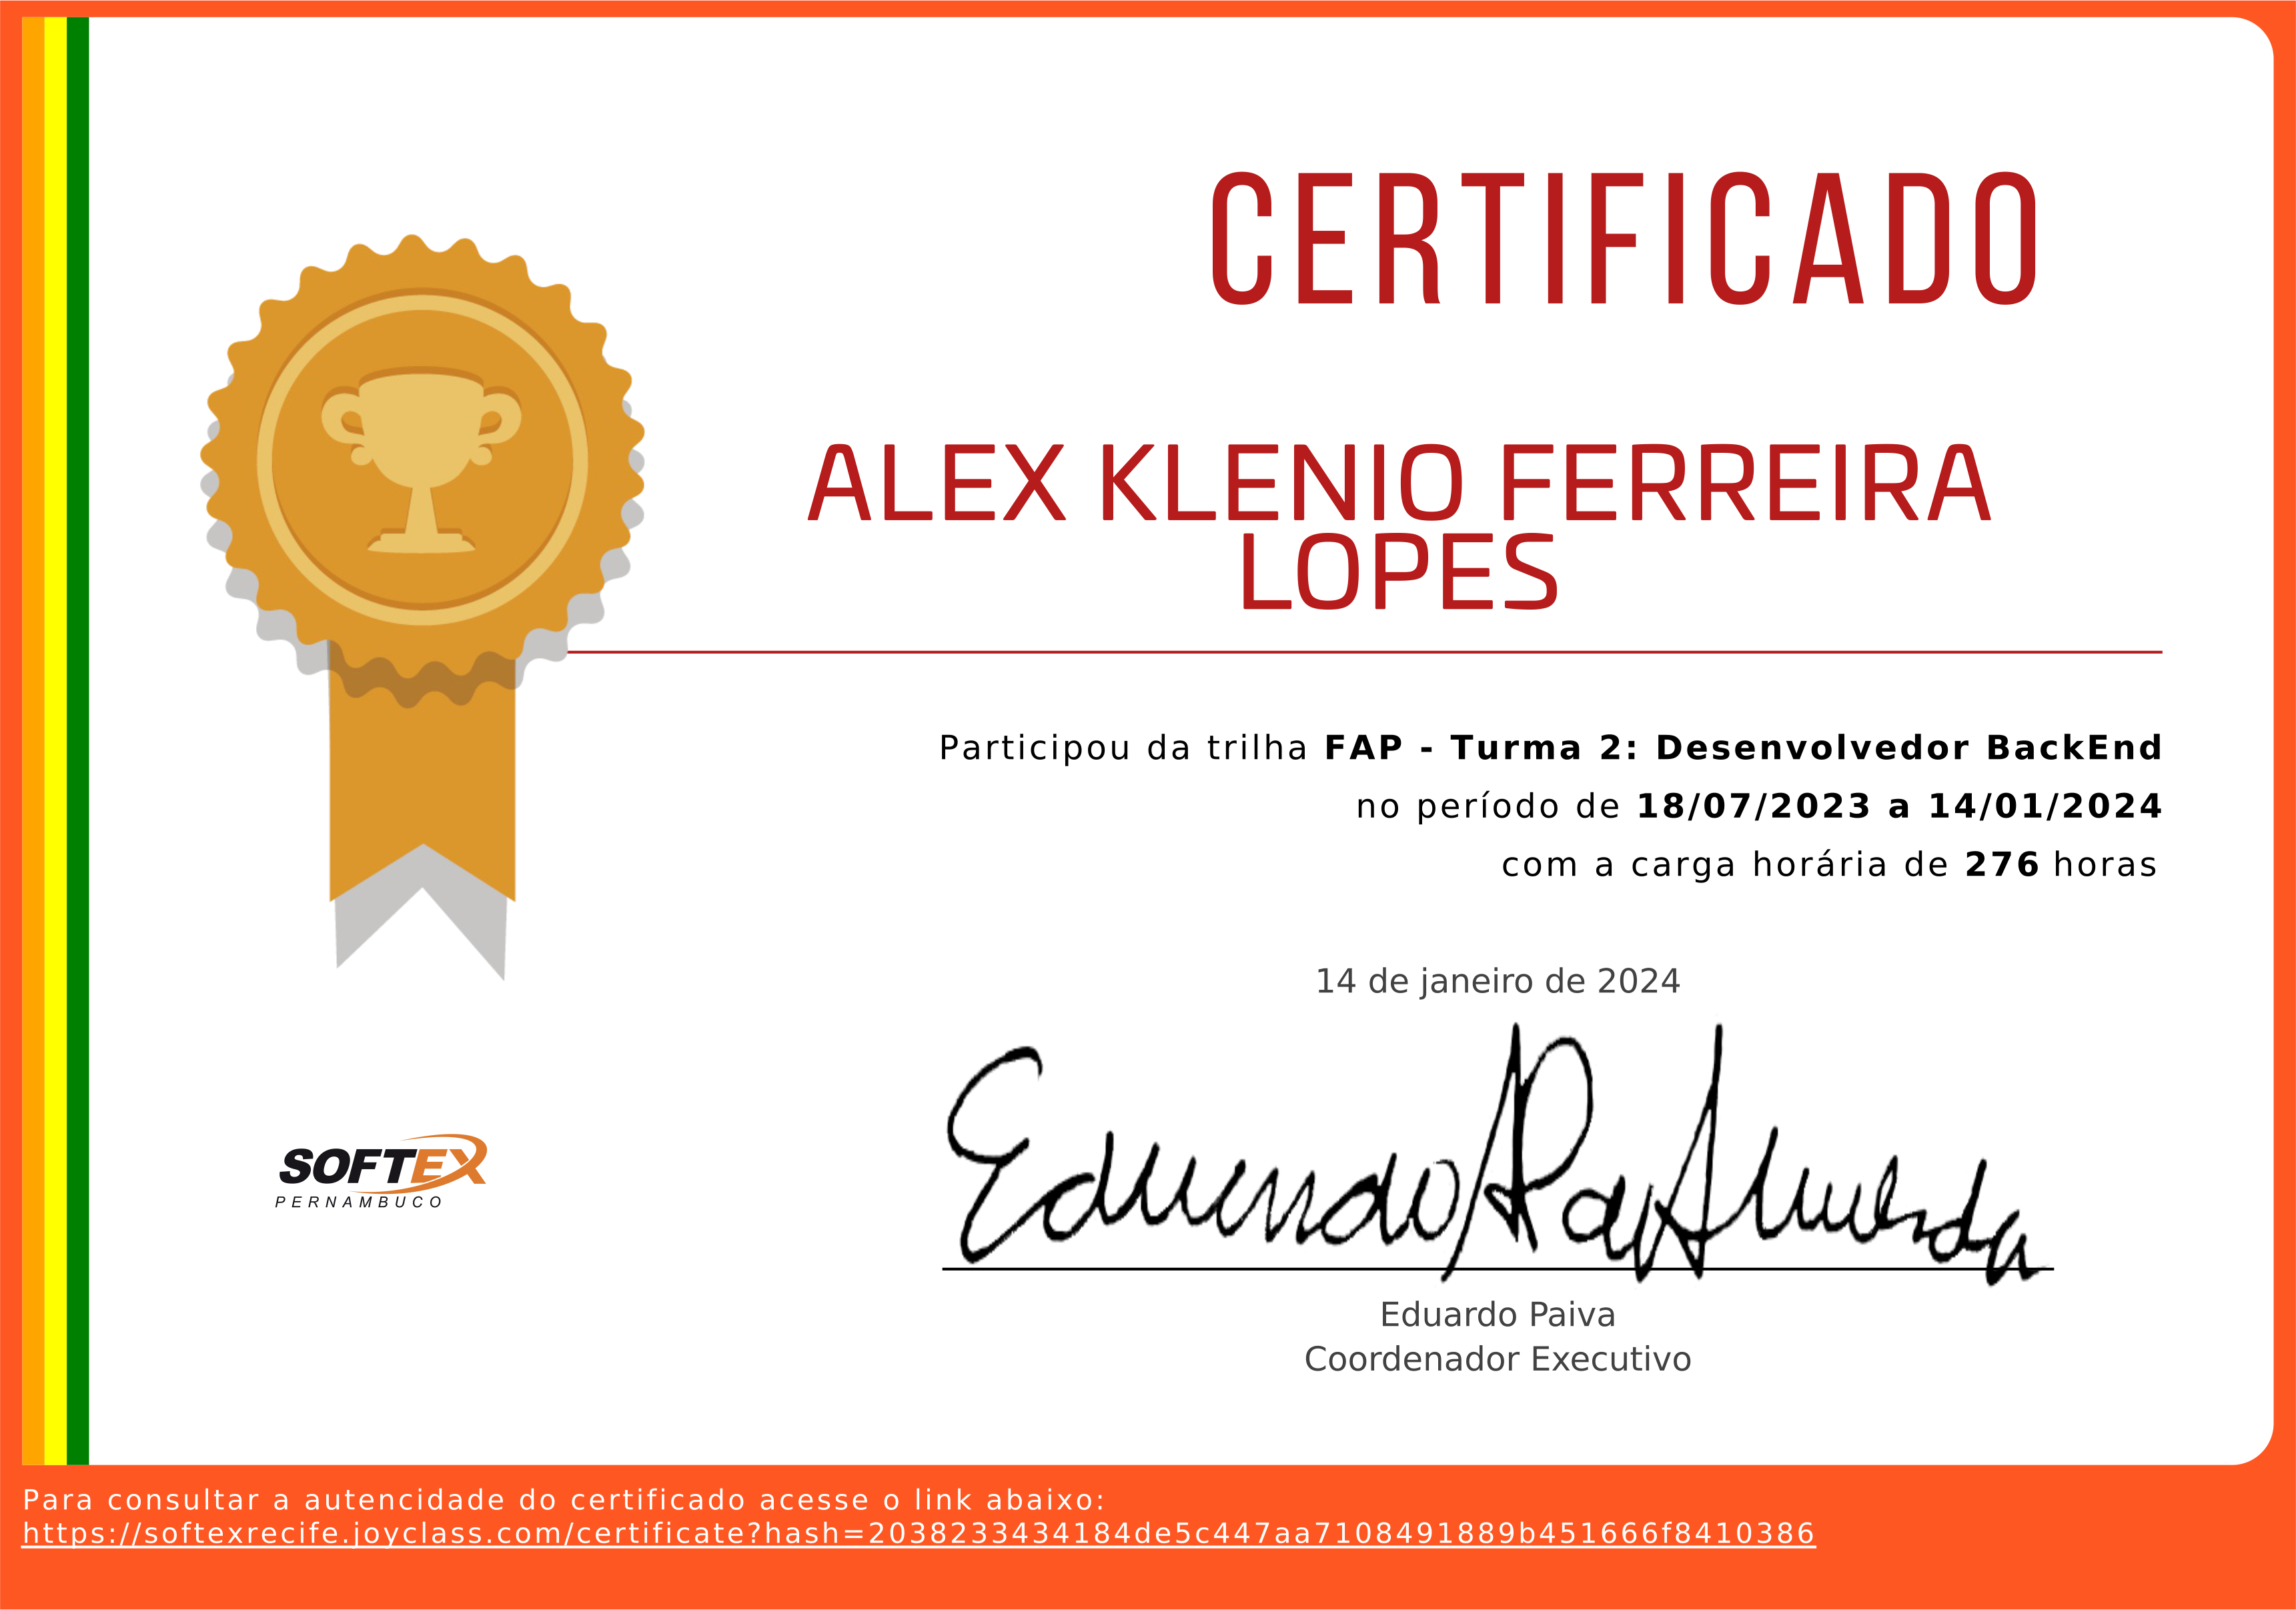 CERTIFICADO
ALEX KLENIO FERREIRA
LOPES
Participou da trilha FAP - Turma 2: Desenvolvedor BackEnd
no período de 18/07/2023 a 14/01/2024
com a carga horária de 276 horas
14 de janeiro de 2024
SOFTEX
PERNAMBUCO
Eduardo Paiva
Coordenador Executivo
Para consultar a autencidade do certificado acesse o link abaixo:
https://softexrecife.joyclass.com/certificate?hash=2038233434184de5c447aa7108491889b451666f8410386